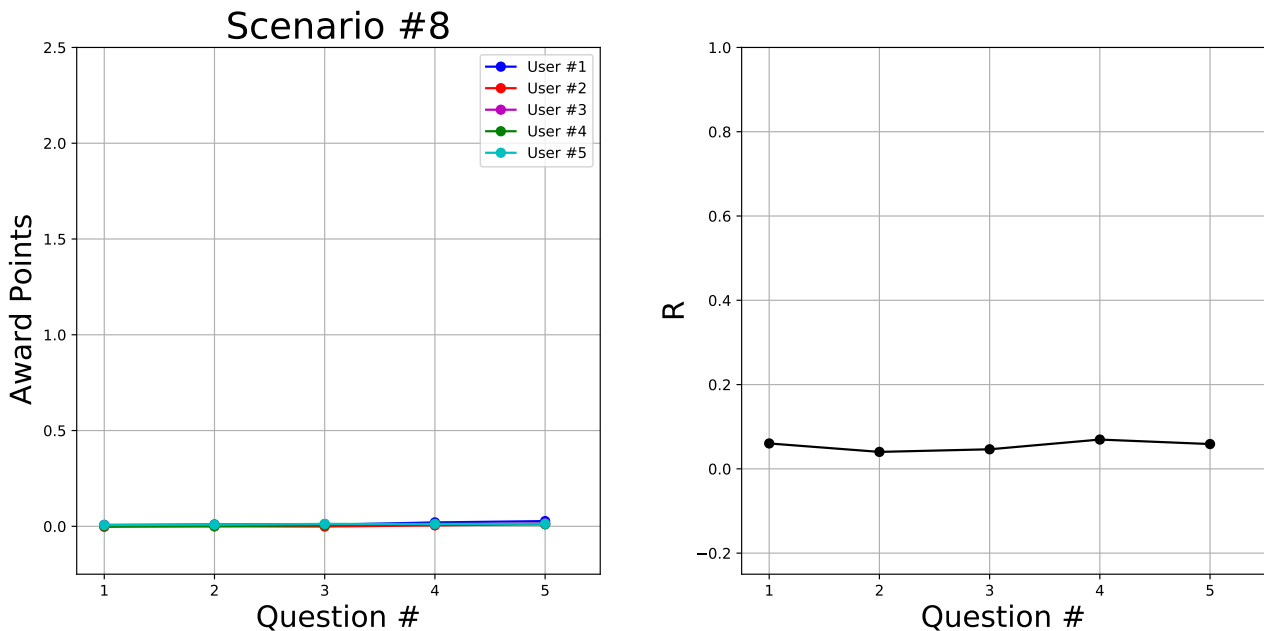 Scenario #8
2.5
2.0
1.5
1.0
0.5
0.0
Award Points
1 2 3 4 5
Question #
User #1
User #2
User #3
User #4
User #5
1.0
0.8
0.6
0.4
0.2
0.0
−0.2
R
1 2 3 4 5
Question #